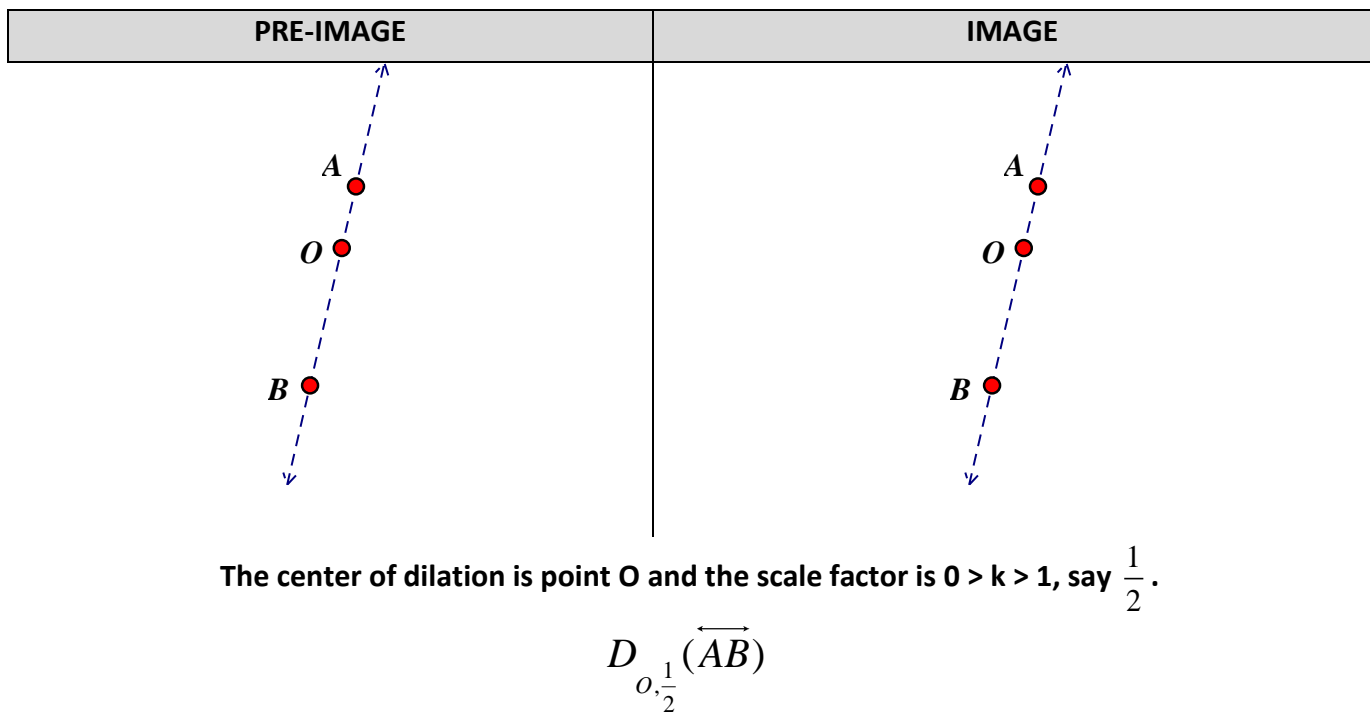 PRE-IMAGE IMAGE
A A
O O
B B
The center of dilation is point O and the scale factor is 0 > k > 1, say 1/2 .
D_{O,1/2}(\overleftrightarrow{AB})